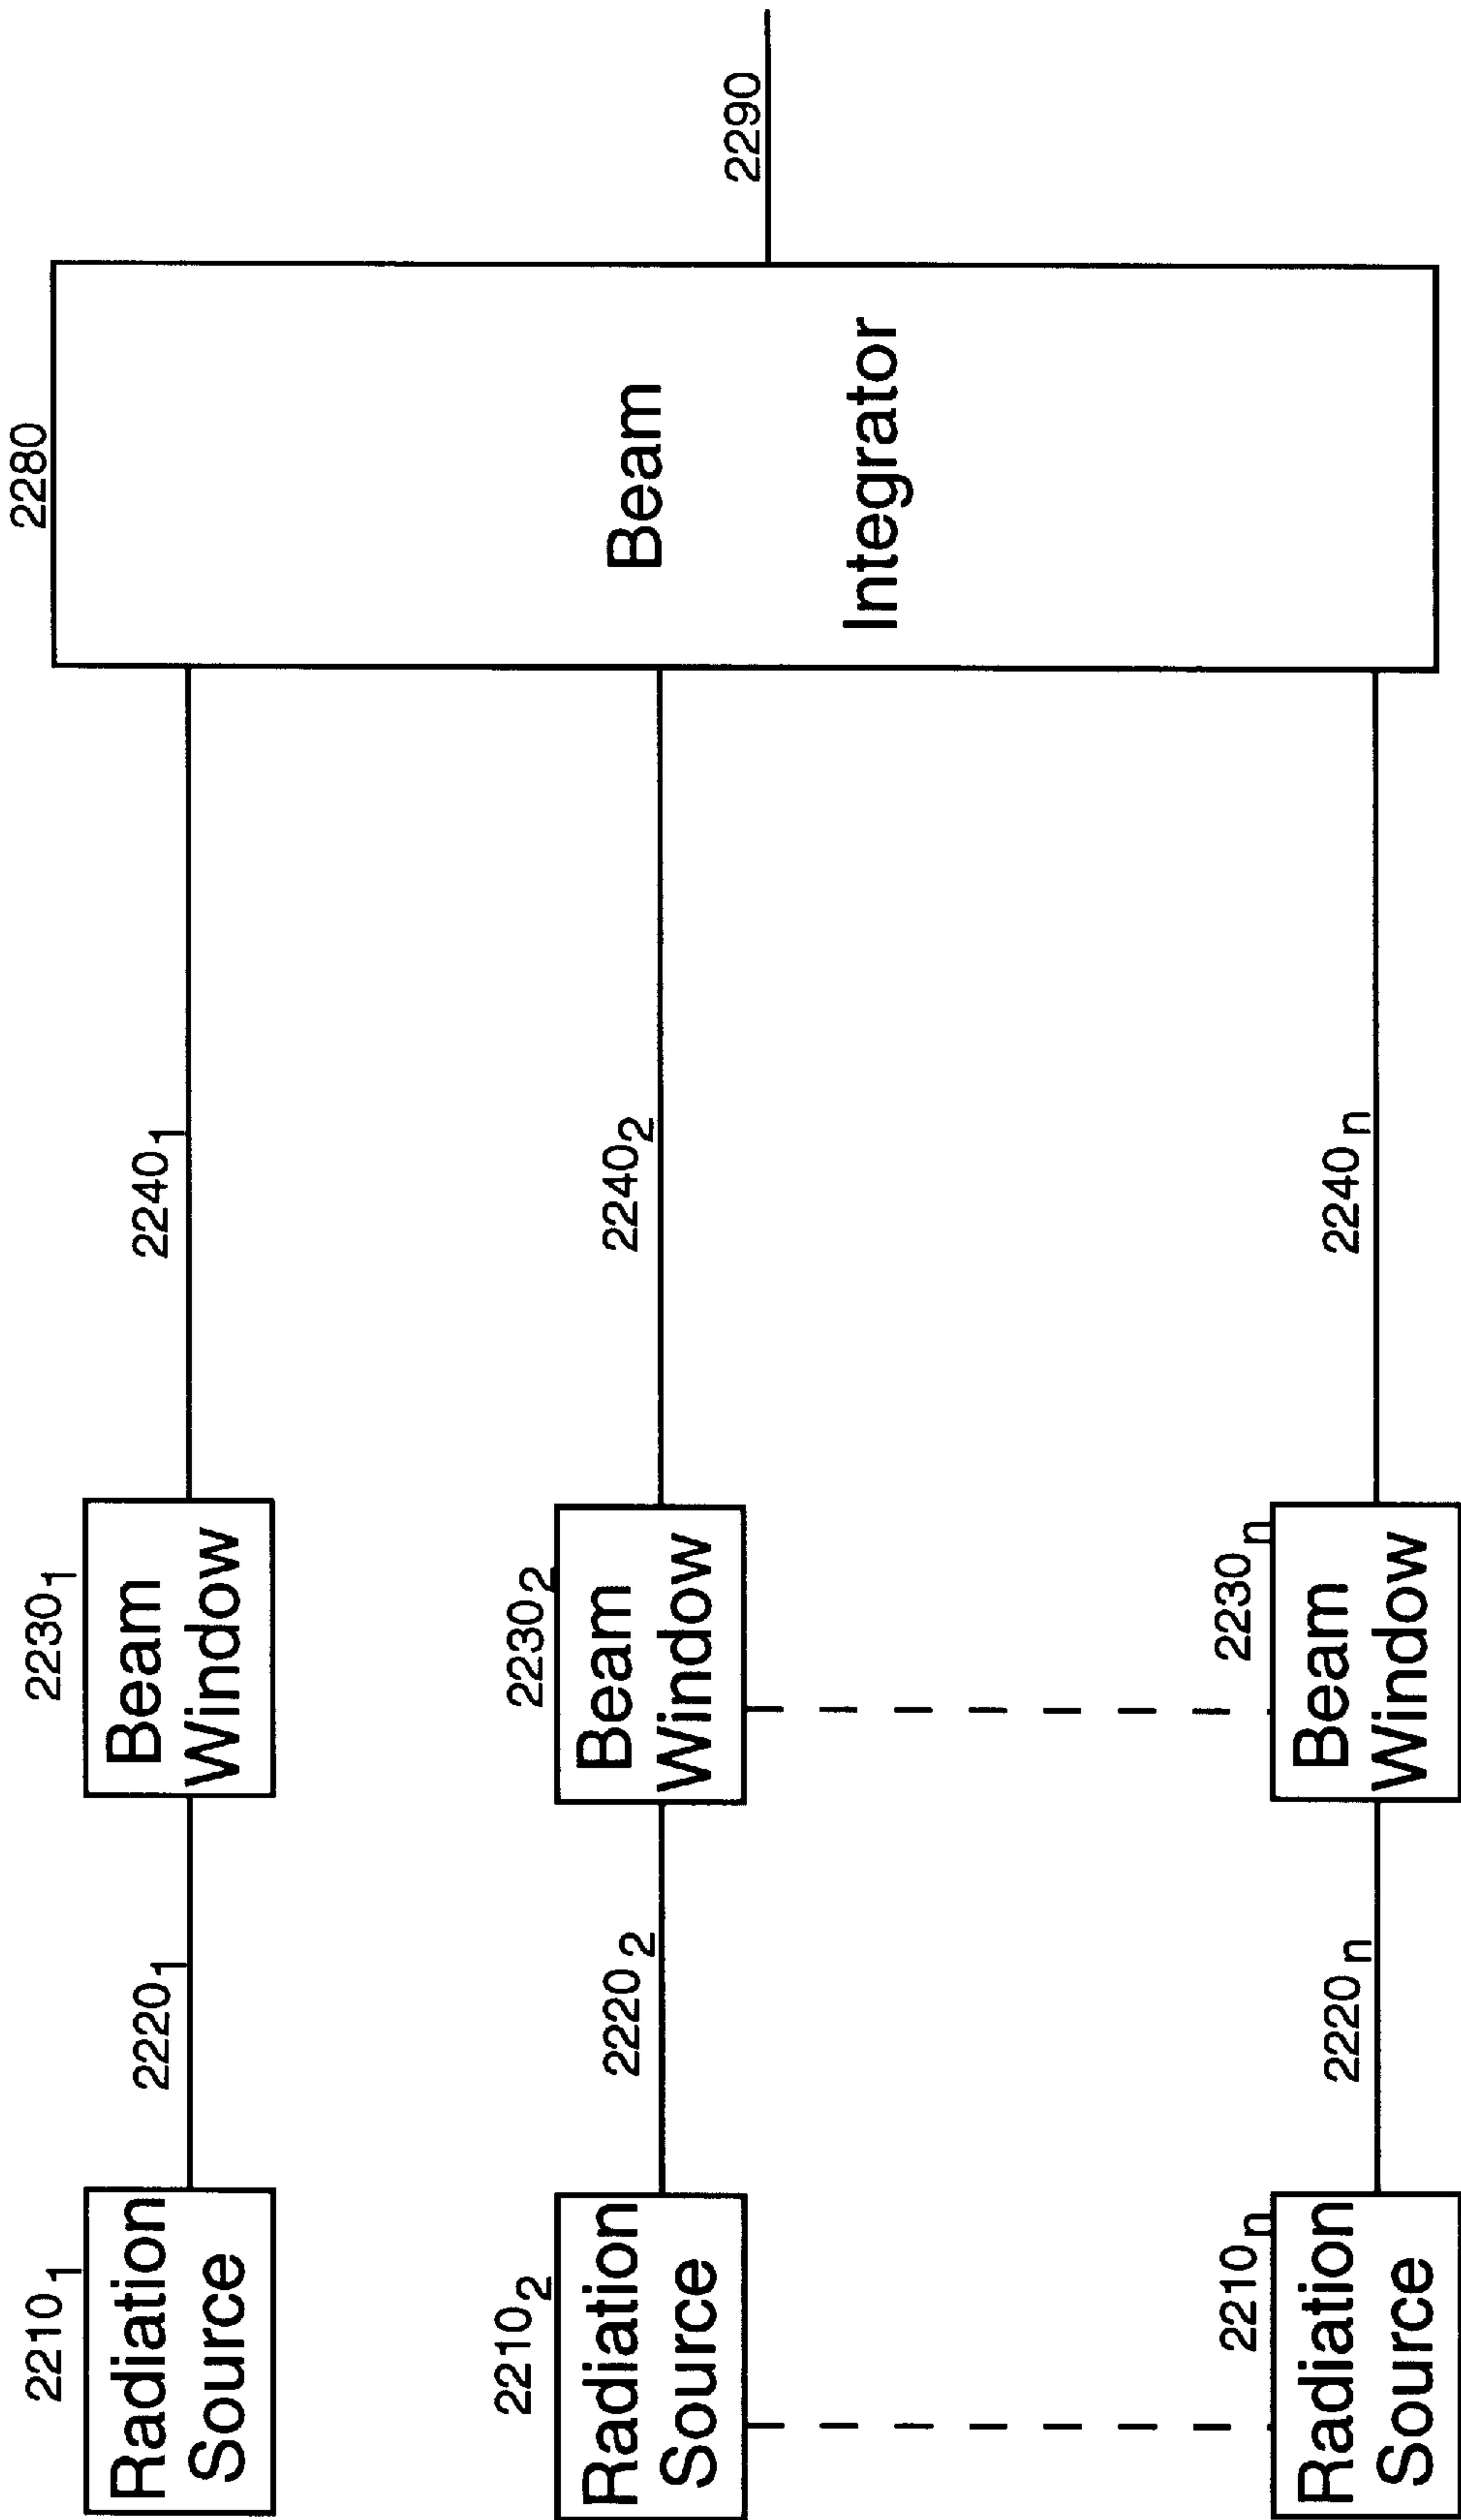 2210₁
Radiation
Source
2220₁
2230₁
Beam
Window
2240₁
2210₂
Radiation
Source
2220₂
2230₂
Beam
Window
2240₂
2210ₙ
Radiation
Source
2220ₙ
2230ₙ
Beam
Window
2240ₙ
2280
Beam
Integrator
2290